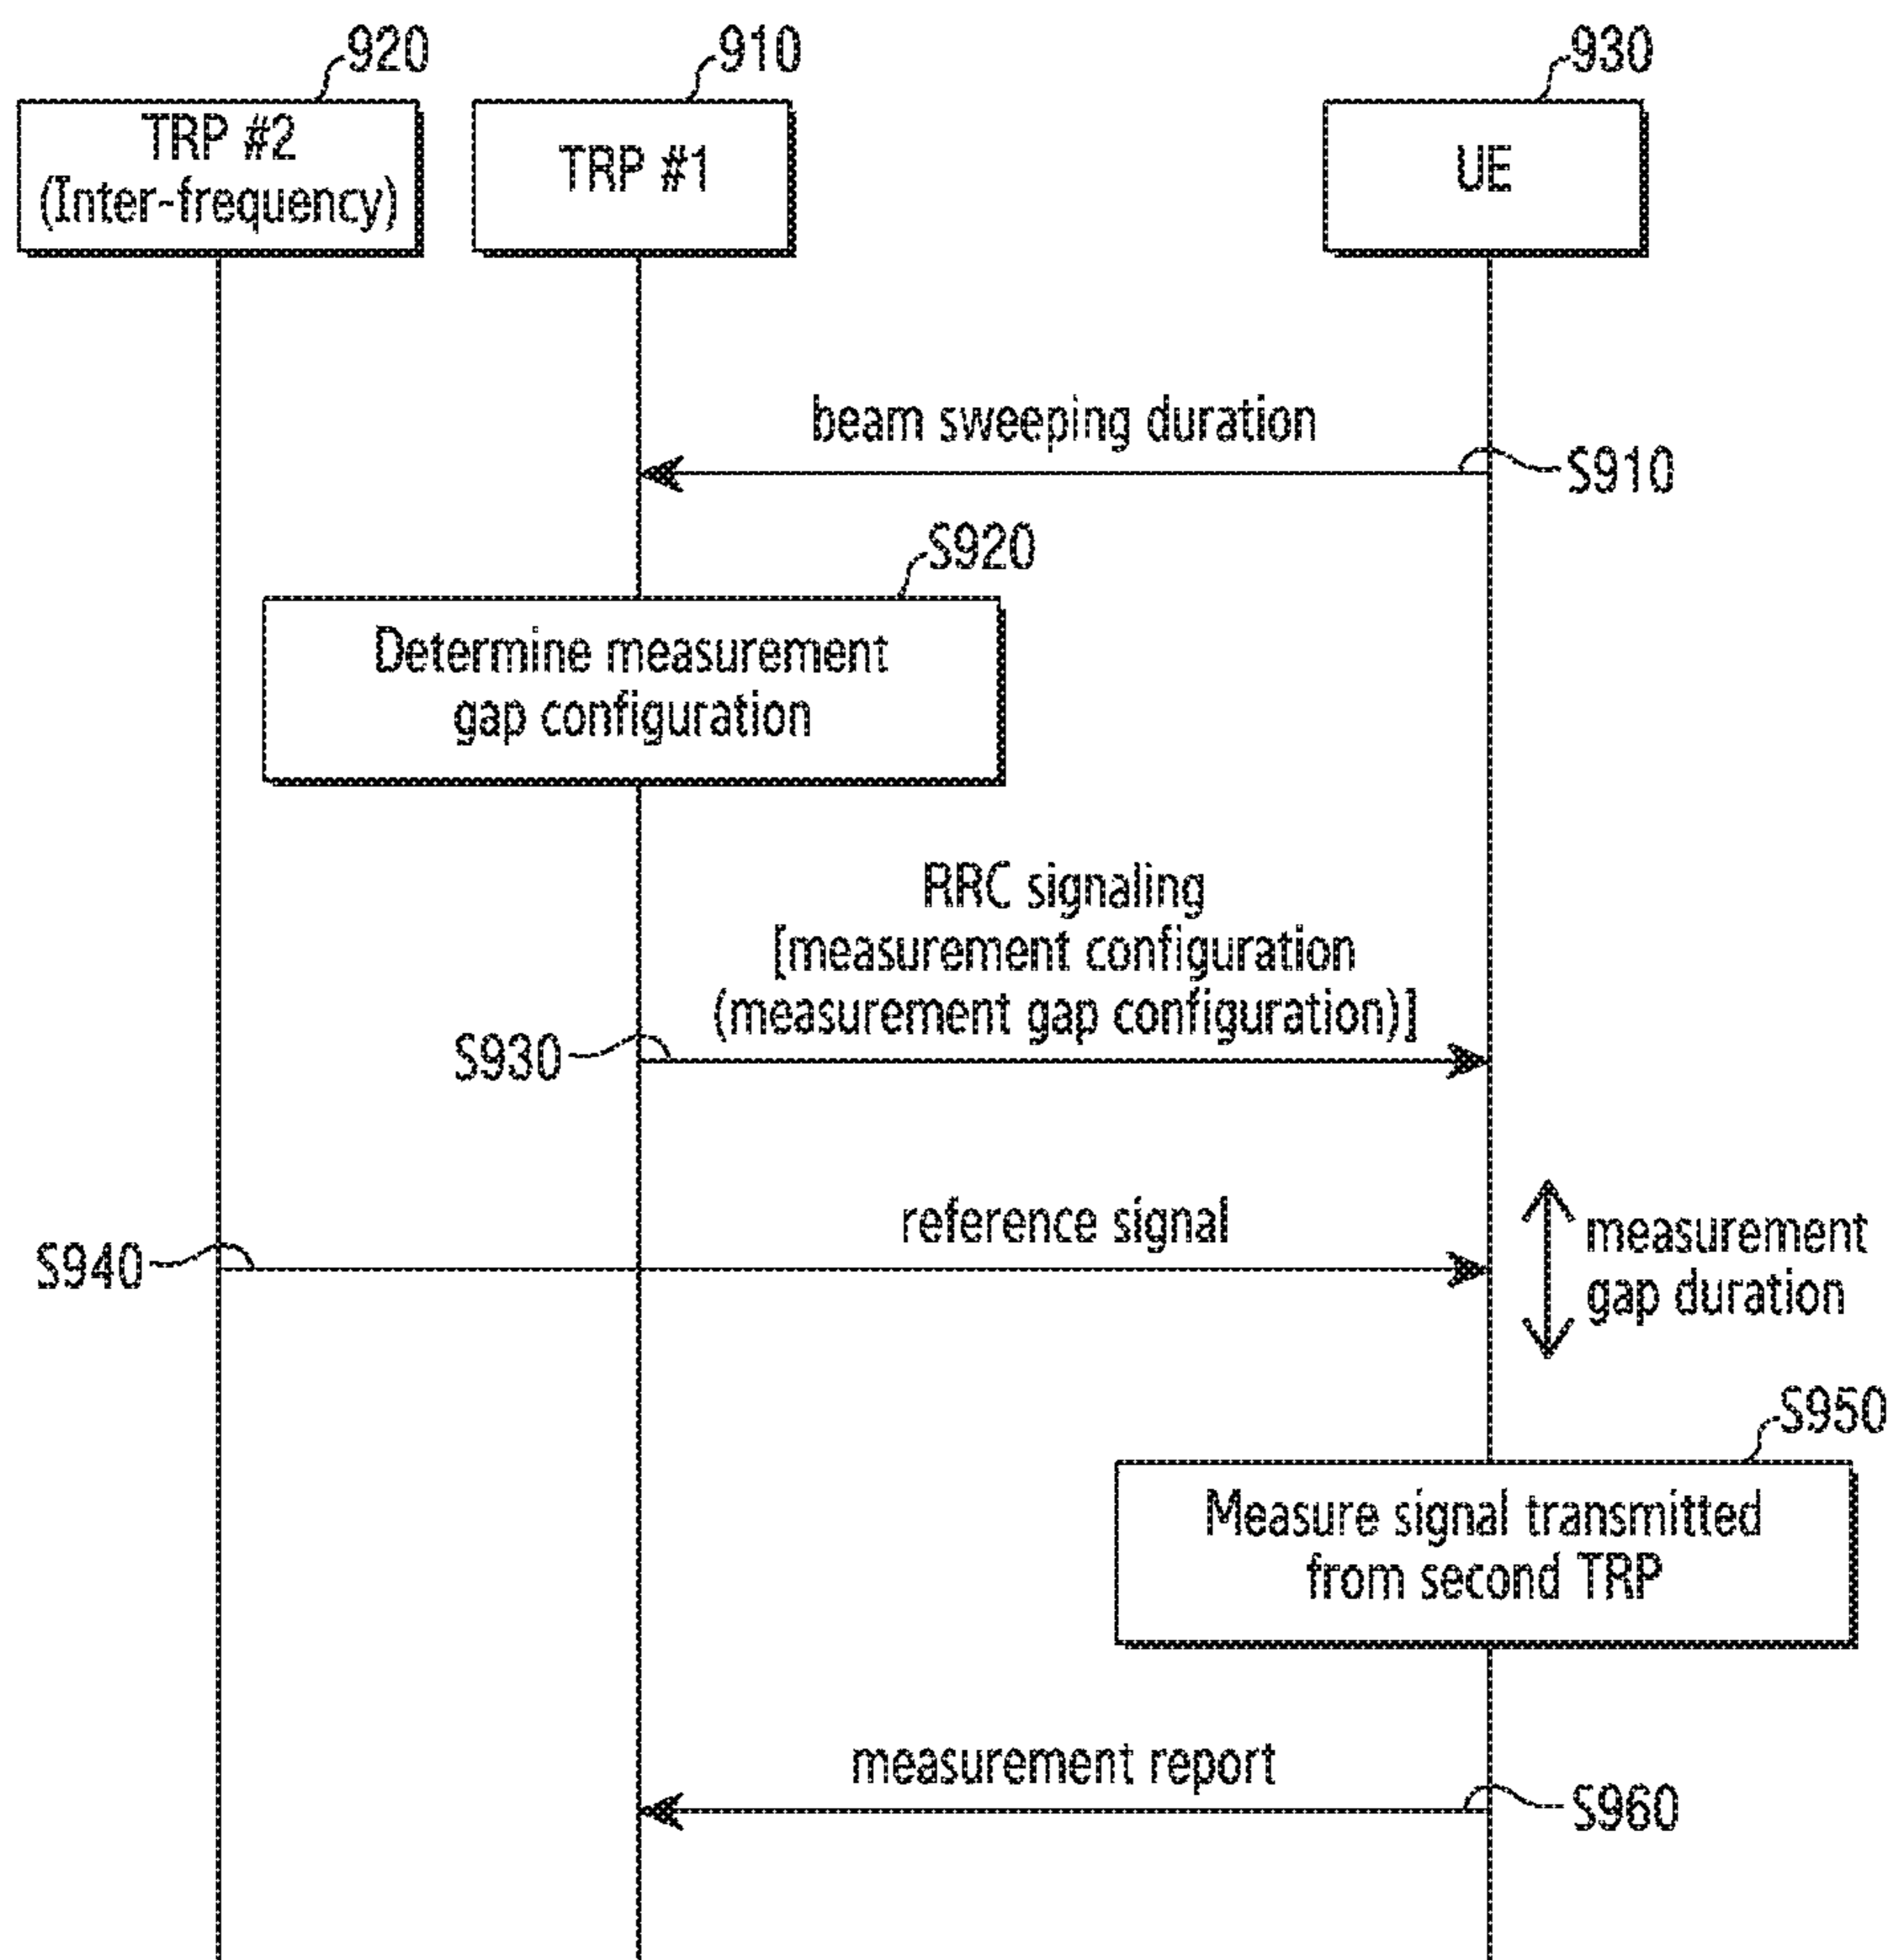 920
910
930
TRP #2
(Inter-frequency)
TRP #1
UE
beam sweeping duration
S910
S920
Determine measurement
gap configuration
RRC signaling
[measurement configuration
(measurement gap configuration)]
S930
reference signal
S940
measurement
gap duration
S950
Measure signal transmitted
from second TRP
measurement report
S960